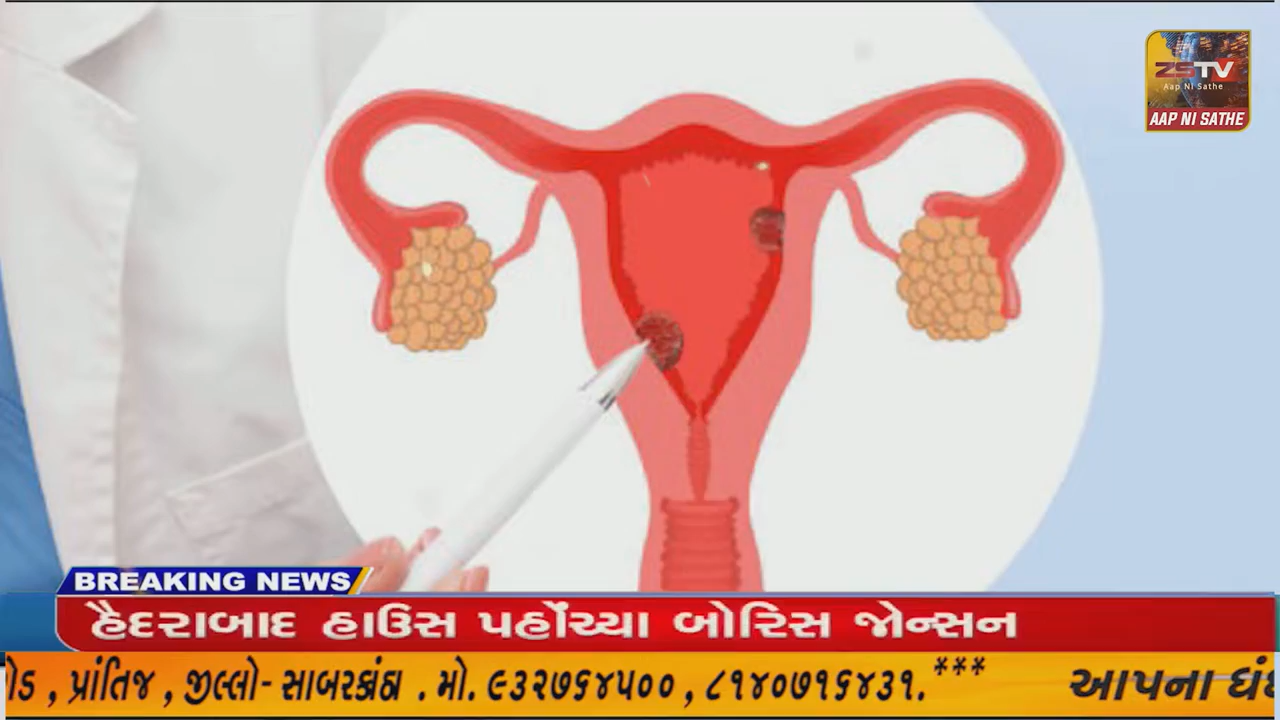 ZSTV
Aap Ni Sathe
AAP NI SATHE
BREAKING NEWS
હૈદરાબાદ હાઉસ પહોંચ્યા બોરિસ જોન્સન
, પ્રાંતિજ , જીલ્લો- સાબરકાંઠા . મો. ૯૩૨૭૬૪૫૦૦ , ૮૧૪૦૭૧૬૪૩૧.*** આપના